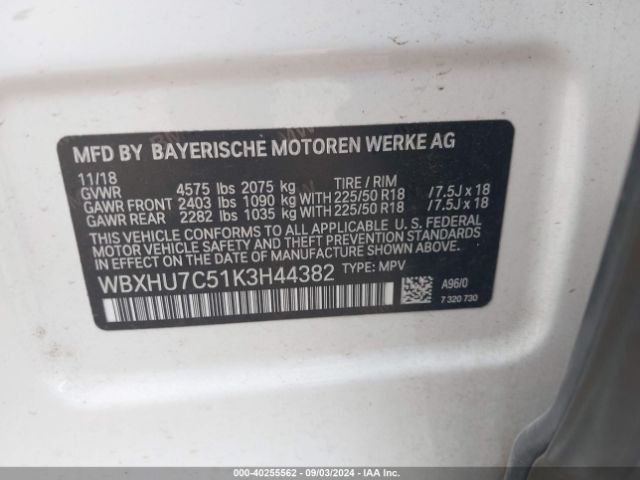 MFD BY BAYERISCHE MOTOREN WERKE AG
11/18 TIRE / RIM
GVWR 4575 lbs 2075 kg
GAWR FRONT 2403 lbs 1090 kg WITH 225/50 R18 /7.5J x 18
GAWR REAR 2282 lbs 1035 kg WITH 225/50 R18 /7.5J x 18
THIS VEHICLE CONFORMS TO ALL APPLICABLE U. S. FEDERAL
MOTOR VEHICLE SAFETY, BUMPER, AND THEFT PREVENTION
STANDARDS IN EFFECT ON THE DATE OF MANUFACTURE SHOWN ABOVE.
WBXHU7C51K3H44382 TYPE: MPV
A96/0
7 320 730
000-40255562 - 09/03/2024 - IAA Inc.